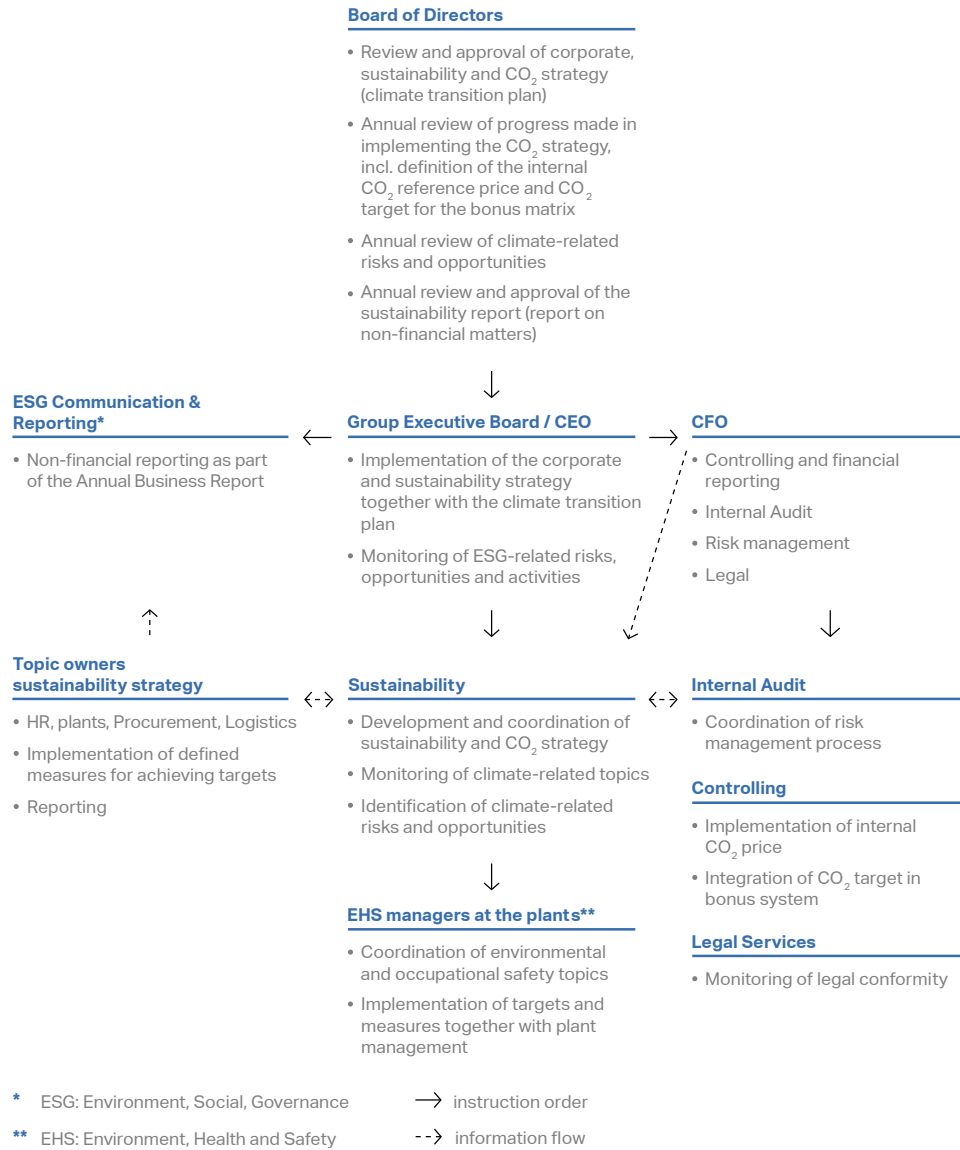 Board of Directors
• Review and approval of corporate,
sustainability and CO₂ strategy
(climate transition plan)
• Annual review of progress made in
implementing the CO₂ strategy,
incl. definition of the internal
CO₂ reference price and CO₂
target for the bonus matrix
• Annual review of climate-related
risks and opportunities
• Annual review and approval of the
sustainability report (report on
non-financial matters)
ESG Communication &
Reporting*
• Non-financial reporting as part
of the Annual Business Report
Group Executive Board / CEO
• Implementation of the corporate
and sustainability strategy
together with the climate transition
plan
• Monitoring of ESG-related risks,
opportunities and activities
CFO
• Controlling and financial
reporting
• Internal Audit
• Risk management
• Legal
Topic owners
sustainability strategy
• HR, plants, Procurement, Logistics
• Implementation of defined
measures for achieving targets
• Reporting
Sustainability
• Development and coordination of
sustainability and CO₂ strategy
• Monitoring of climate-related topics
• Identification of climate-related
risks and opportunities
Internal Audit
• Coordination of risk
management process
Controlling
• Implementation of internal
CO₂ price
• Integration of CO₂ target in
bonus system
Legal Services
• Monitoring of legal conformity
EHS managers at the plants**
• Coordination of environmental
and occupational safety topics
• Implementation of targets and
measures together with plant
management
* ESG: Environment, Social, Governance
** EHS: Environment, Health and Safety
instruction order
information flow